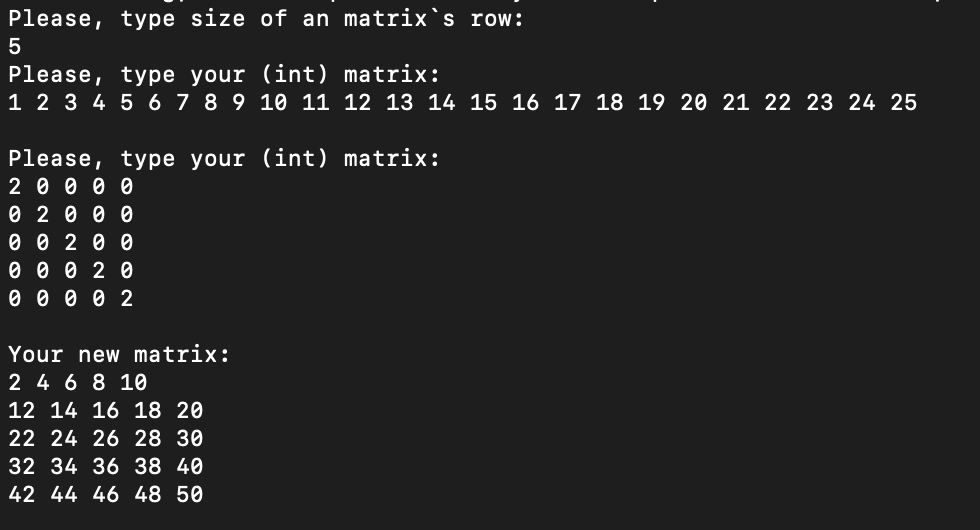 Please, type size of an matrix`s row:
5
Please, type your (int) matrix:
1 2 3 4 5 6 7 8 9 10 11 12 13 14 15 16 17 18 19 20 21 22 23 24 25
Please, type your (int) matrix:
2 0 0 0 0
0 2 0 0 0
0 0 2 0 0
0 0 0 2 0
0 0 0 0 2
Your new matrix:
2 4 6 8 10
12 14 16 18 20
22 24 26 28 30
32 34 36 38 40
42 44 46 48 50